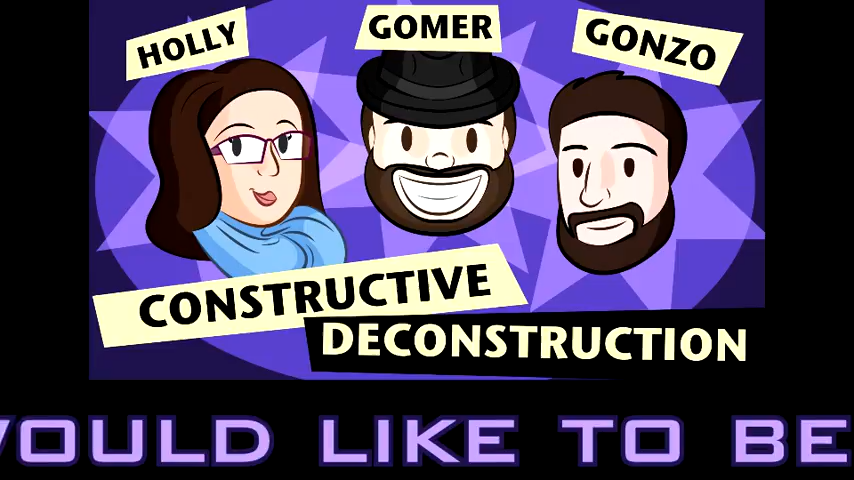 HOLLY
GOMER
GONZO
CONSTRUCTIVE
DECONSTRUCTION
LIKE TO BE